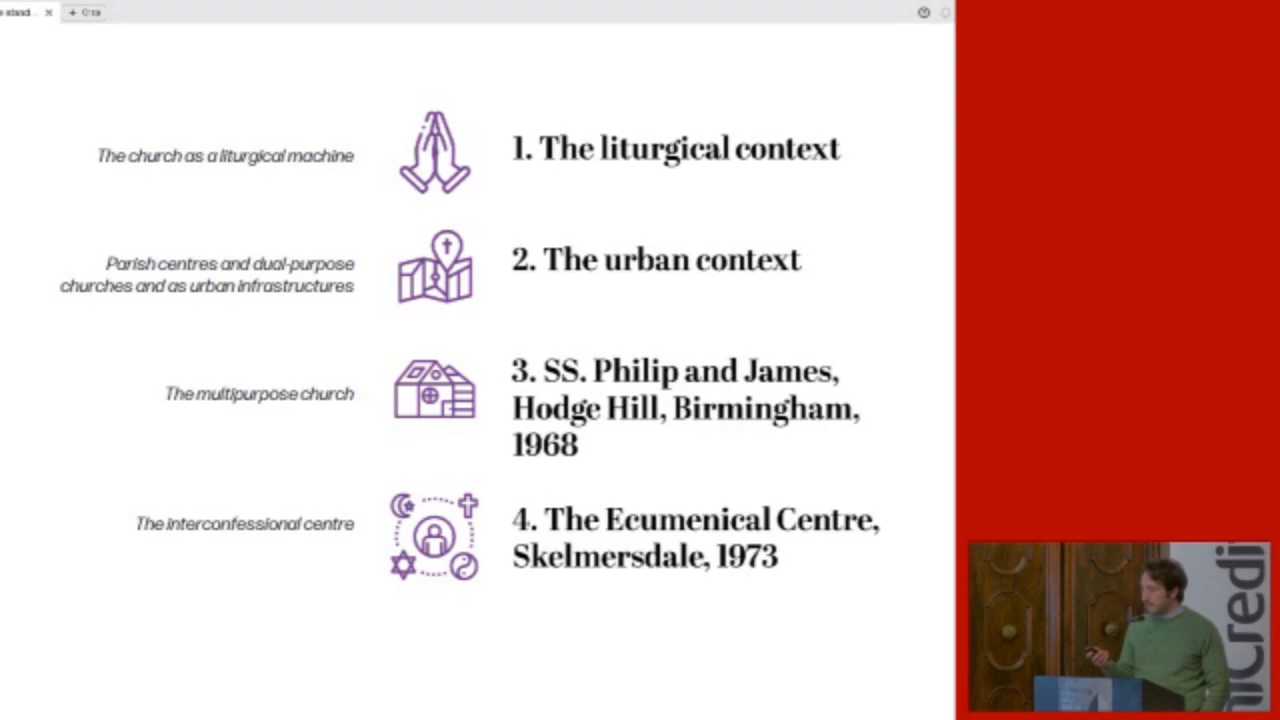 The church as a liturgical machine
1. The liturgical context
Parish centres and dual-purpose
churches and as urban infrastructures
2. The urban context
The multipurpose church
3. SS. Philip and James,
Hodge Hill, Birmingham,
1968
The interconfessional centre
4. The Ecumenical Centre,
Skelmersdale, 1973
niCredit